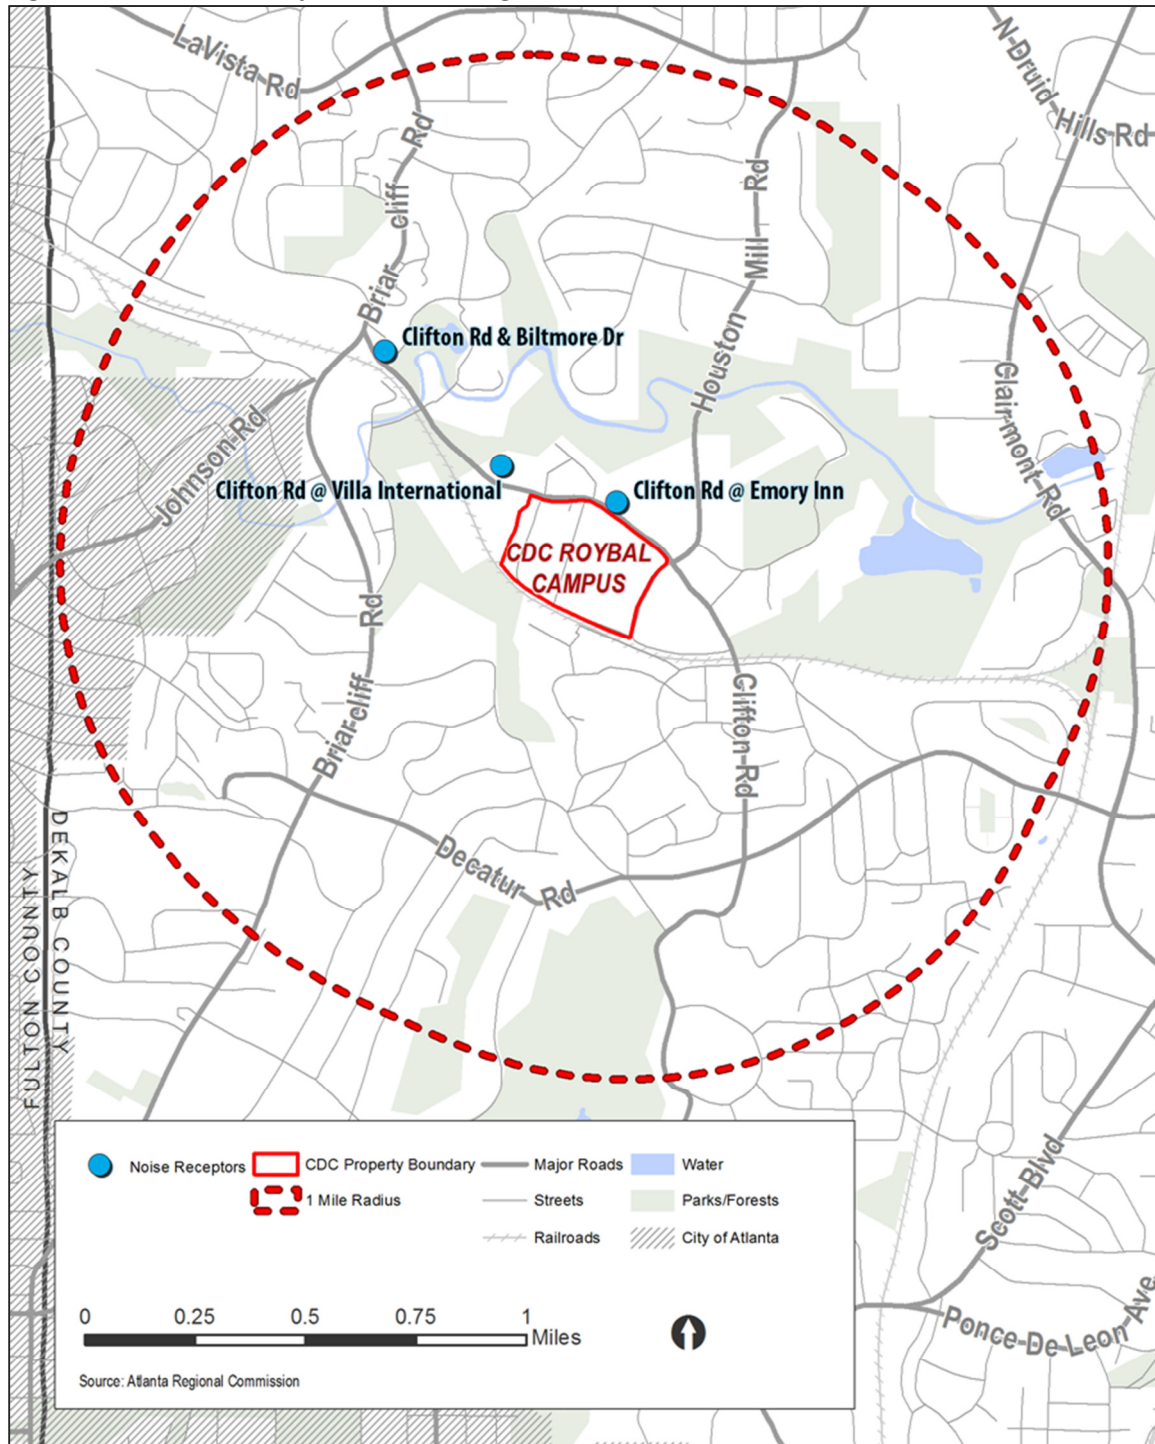 LaVista Rd
N-Druid Hills Rd
Briar cliff Rd
Houston Mill Rd
Clifton Rd & Biltmore Dr
Clairmont Rd
Johnson-Rd
Clifton Rd @ Villa International
Clifton Rd @ Emory Inn
CDC ROYBAL
CAMPUS
Briarcliff Rd
Clifton-Rd
Decatur Rd
FULTON COUNTY
DEKALB COUNTY
Scott-Blvd
Ponce-De-Leon Ave
Noise Receptors
CDC Property Boundary
Major Roads
Water
1 Mile Radius
Streets
Parks/Forests
Railroads
City of Atlanta
0 0.25 0.5 0.75 1
Miles
Source: Atlanta Regional Commission